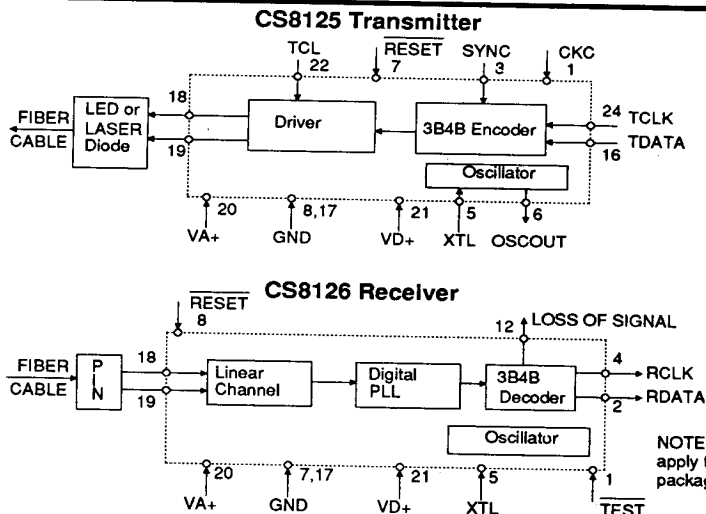 CS8125 Transmitter
TCL
RESET
SYNC
CKC
22
7
3
1
18
FIBER
CABLE
LED or
LASER
Diode
19
Driver
3B4B Encoder
24
TCLK
16
TDATA
Oscillator
20
8,17
21
5
6
VA+
GND
VD+
XTL
OSCOUT
CS8126 Receiver
RESET
8
12
LOSS OF SIGNAL
FIBER
CABLE
PIN
18
19
Linear
Channel
Digital
PLL
3B4B
Decoder
4
RCLK
2
RDATA
Oscillator
NOTE
apply t
packag
20
7,17
21
5
1
VA+
GND
VD+
XTL
TEST